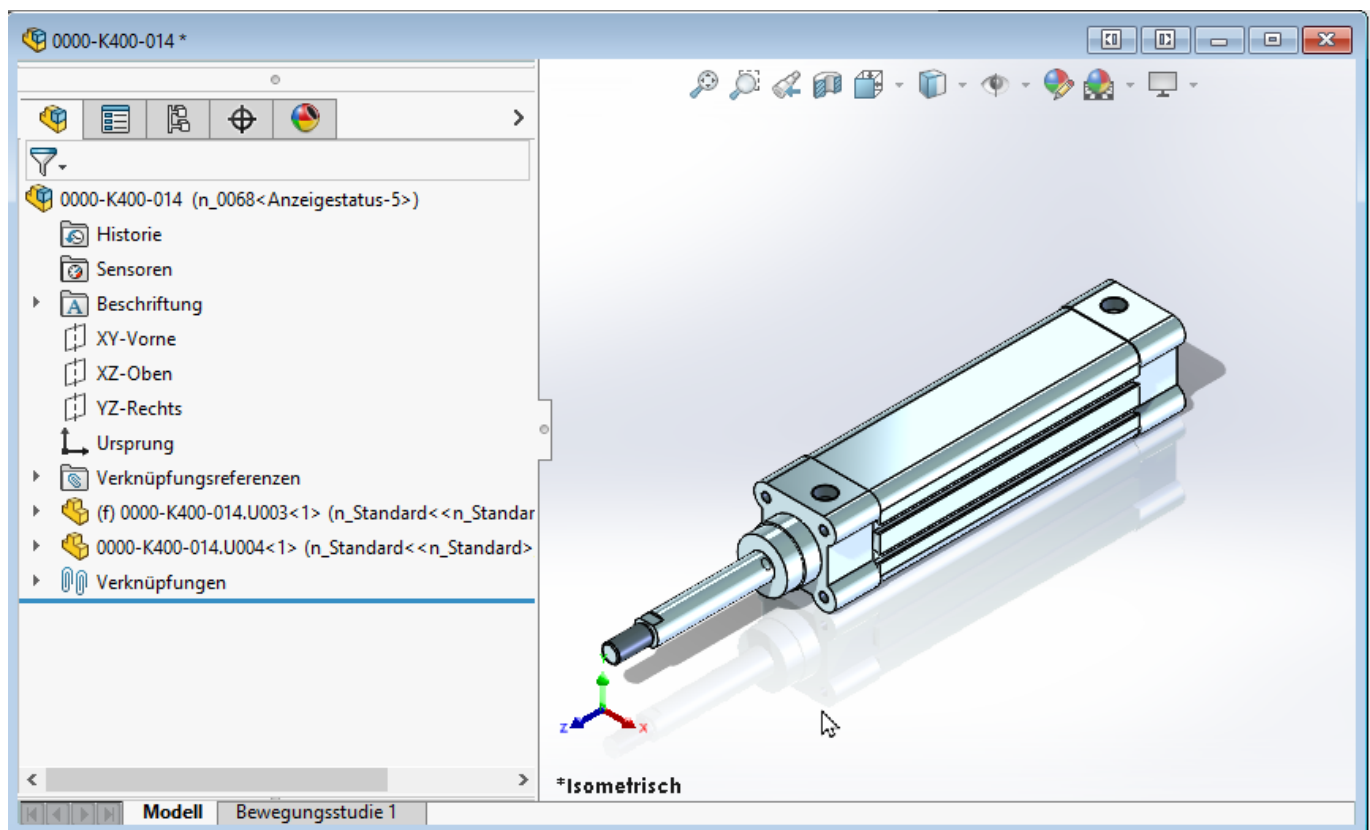 0000-K400-014 *
0000-K400-014 (n_0068<Anzeigestatus-5>)
Historie
Sensoren
A Beschriftung
XY-Vorne
XZ-Oben
YZ-Rechts
Ursprung
Verknüpfungsreferenzen
(f) 0000-K400-014.U003<1> (n_Standard<<n_Standar
0000-K400-014.U004<1> (n_Standard<<n_Standard>
Verknüpfungen
z x
*Isometrisch
Modell Bewegungsstudie 1